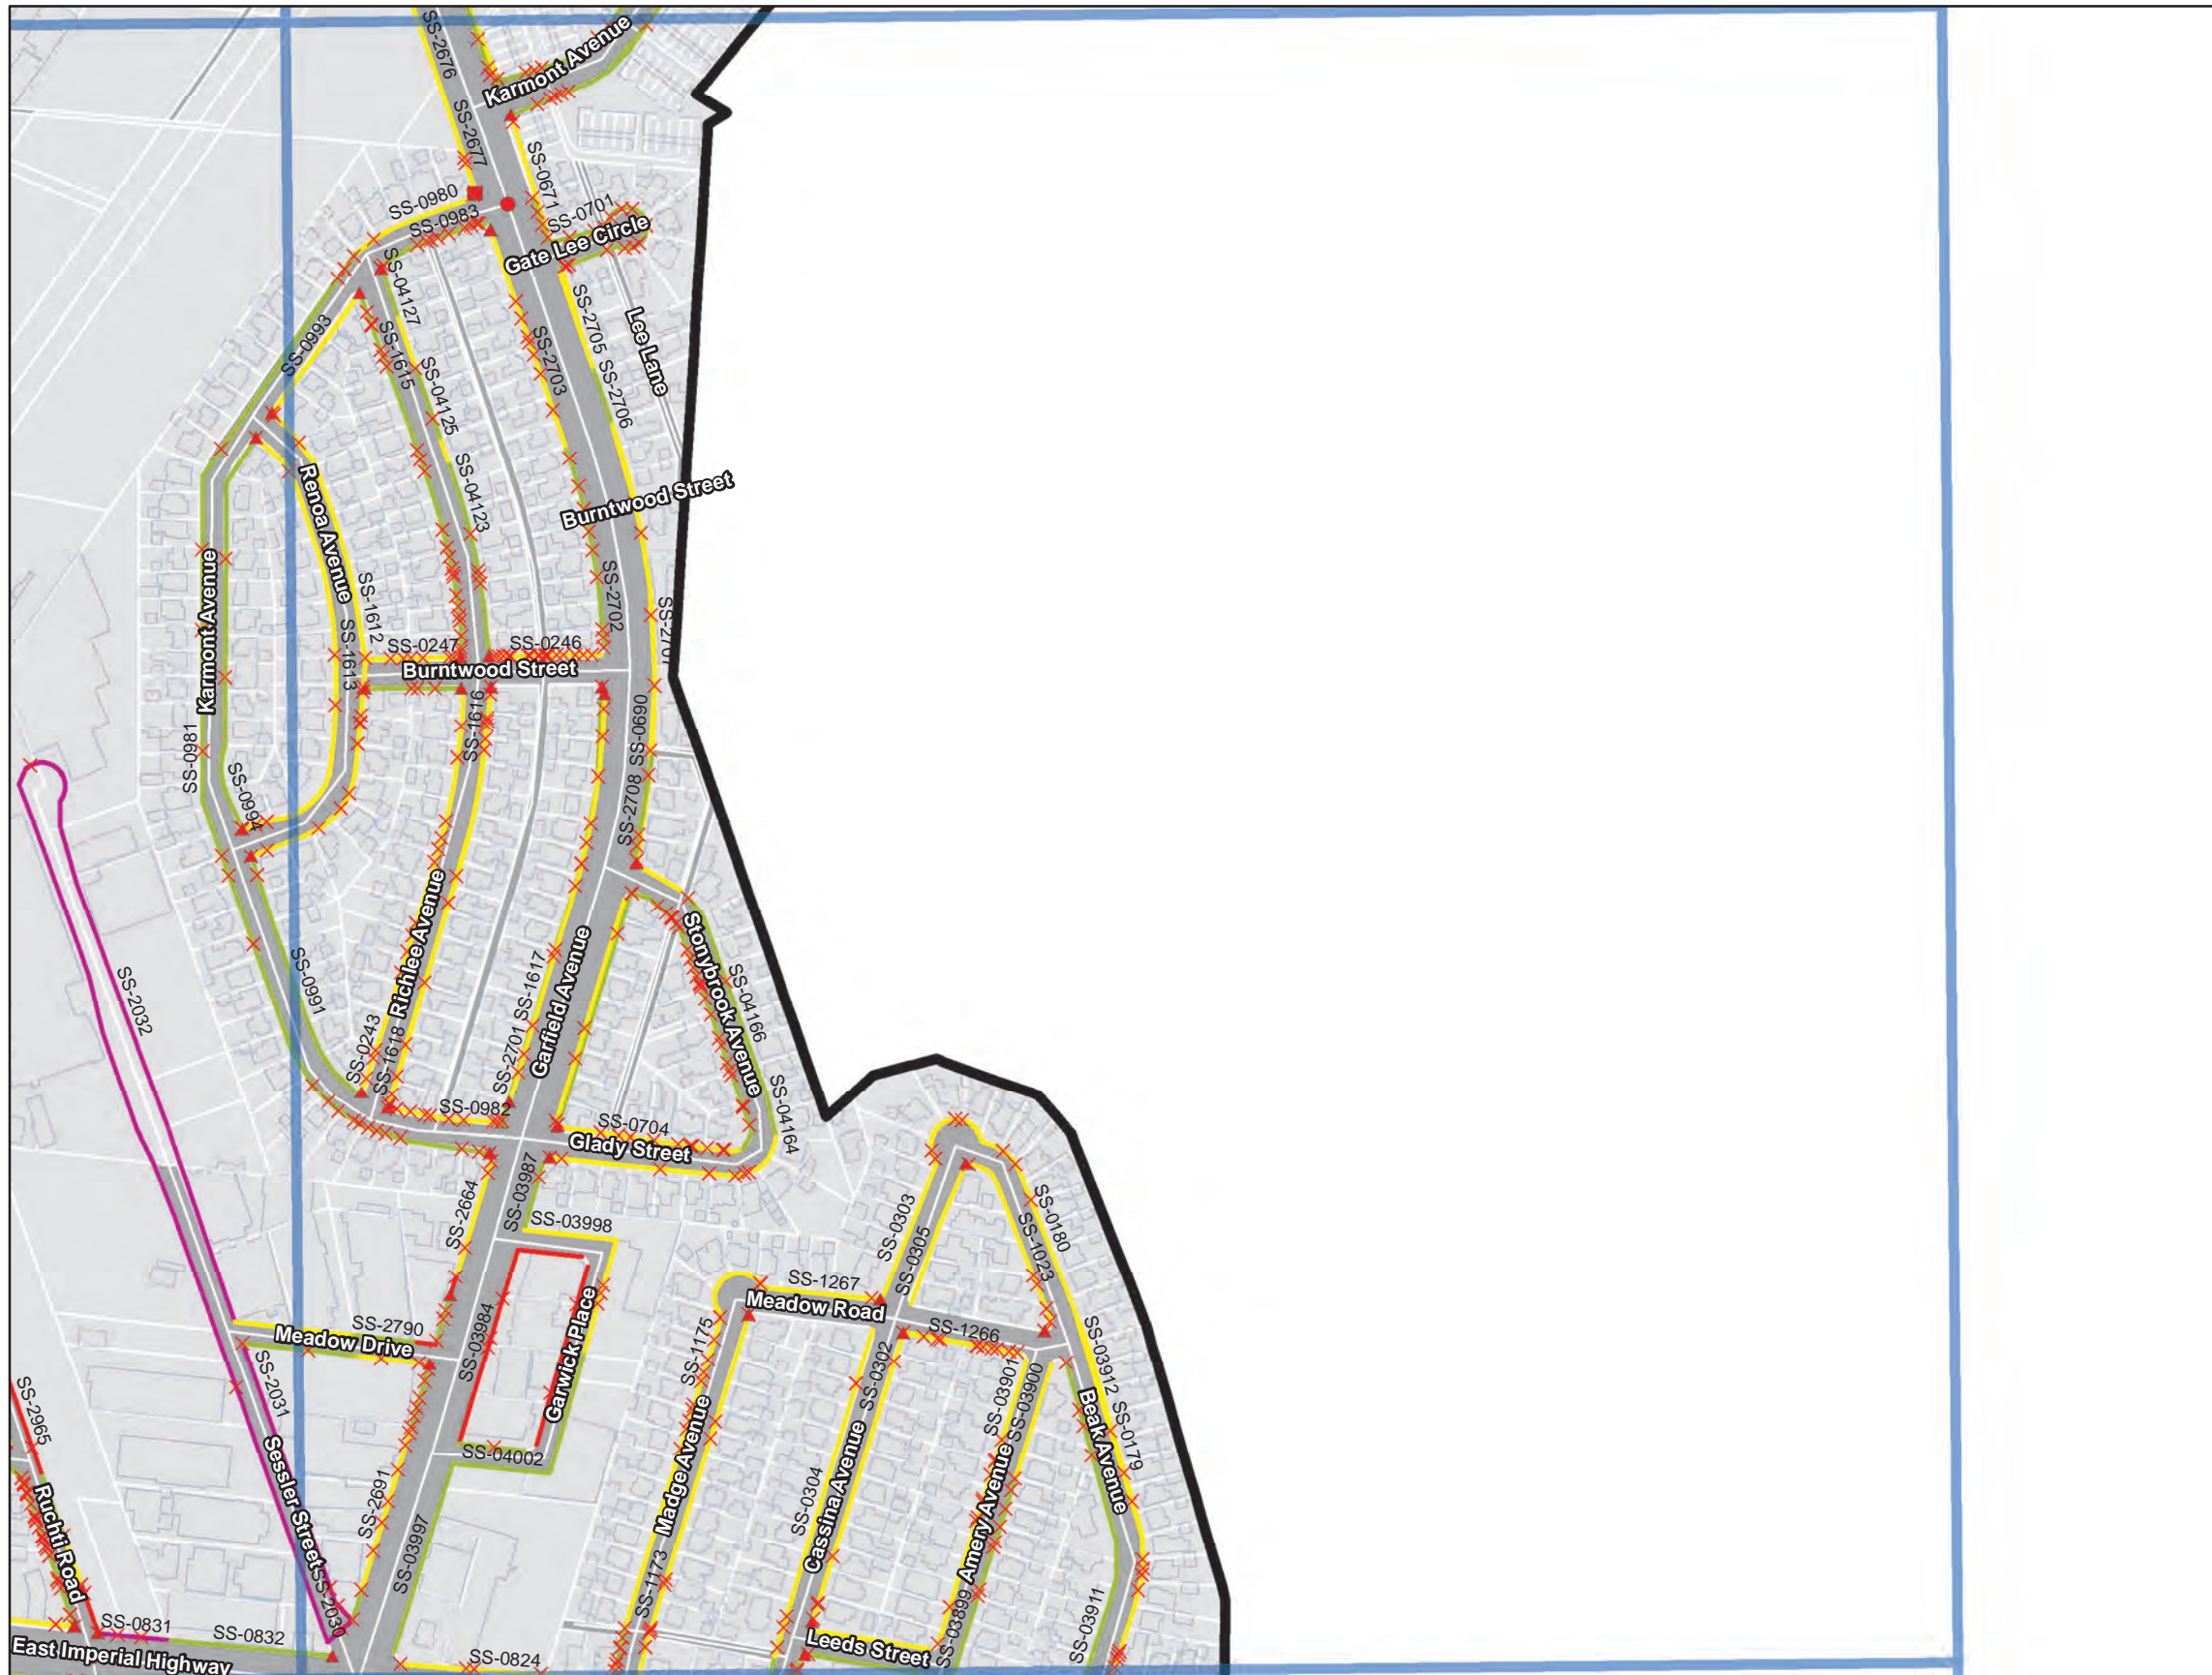 SS-2676
Karmont Avenue
SS-2677
SS-0671
SS-0980
SS-0983
SS-0701
Gate Lee Circle
SS-04127
SS-0993
SS-1615
SS-2705
SS-2703
Lee Lane
SS-04125
SS-2706
SS-04123
Burntwood Street
Renoa Avenue
Karmont Avenue
SS-1612
SS-1613
SS-2702
SS-0247
SS-0246
Burntwood Street
SS-1616
SS-0690
SS-0981
SS-0994
SS-2708
Richlee Avenue
Stonybrook Avenue
SS-0991
SS-2032
SS-1617
Garfield Avenue
SS-04166
SS-0243
SS-1618
SS-2701
SS-0982
SS-0704
SS-04164
Glady Street
SS-03987
SS-2664
SS-03998
SS-0303
SS-0305
SS-0180
SS-1023
SS-1267
Meadow Road
SS-2790
Meadow Drive
SS-03984
Garwick Place
SS-1175
SS-1266
SS-0302
SS-03901
SS-03900
SS-03912
SS-0179
Beak Avenue
SS-2031
SS-2965
Sessler Street
SS-04002
Madge Avenue
Cassina Avenue
SS-0304
Amery Avenue
Ruchti Road
SS-2691
SS-03997
SS-1173
SS-2030
SS-03899
SS-03911
SS-0831
SS-0832
East Imperial Highway
SS-0824
Leeds Street